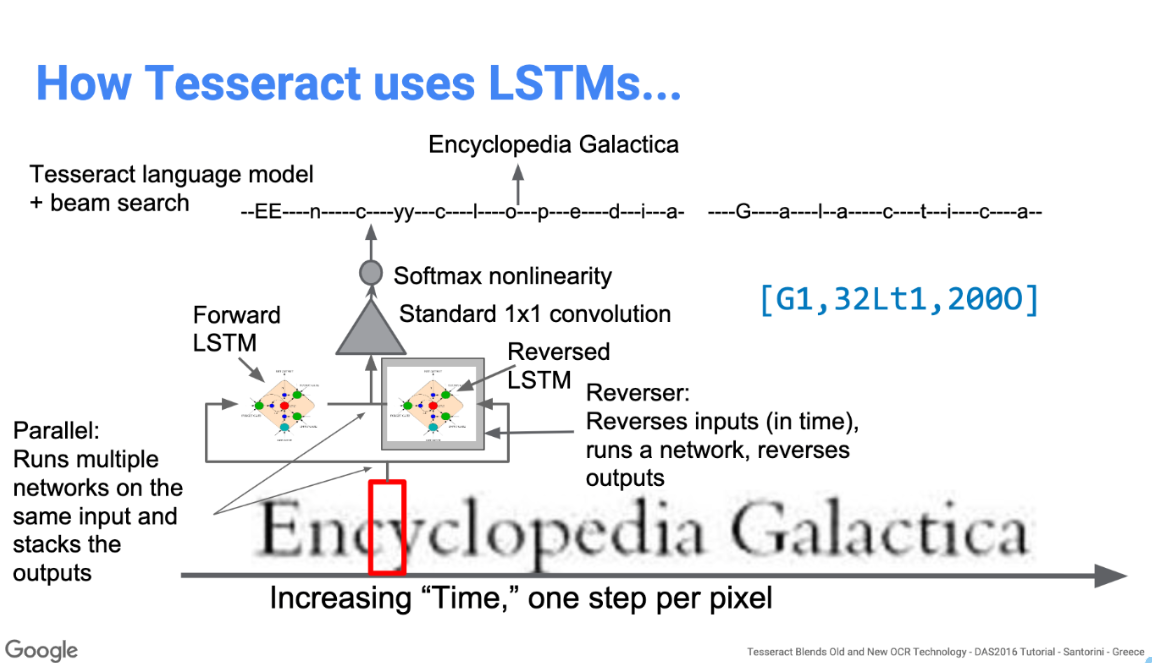 How Tesseract uses LSTMs...
Encyclopedia Galactica
Tesseract language model
+ beam search
--EE----n-----c----yy---c----l----o---p---e----d---i---a- ----G----a----l--a-----c----t---i----c----a--
Softmax nonlinearity
[G1,32Lt1,200O]
Forward
LSTM
Standard 1x1 convolution
Reversed
LSTM
Reverser:
Reverses inputs (in time),
runs a network, reverses
outputs
Parallel:
Runs multiple
networks on the
same input and
stacks the
outputs
Encyclopedia Galactica
Increasing “Time,” one step per pixel
Google
Tesseract Blends Old and New OCR Technology - DAS2016 Tutorial - Santorini - Greece